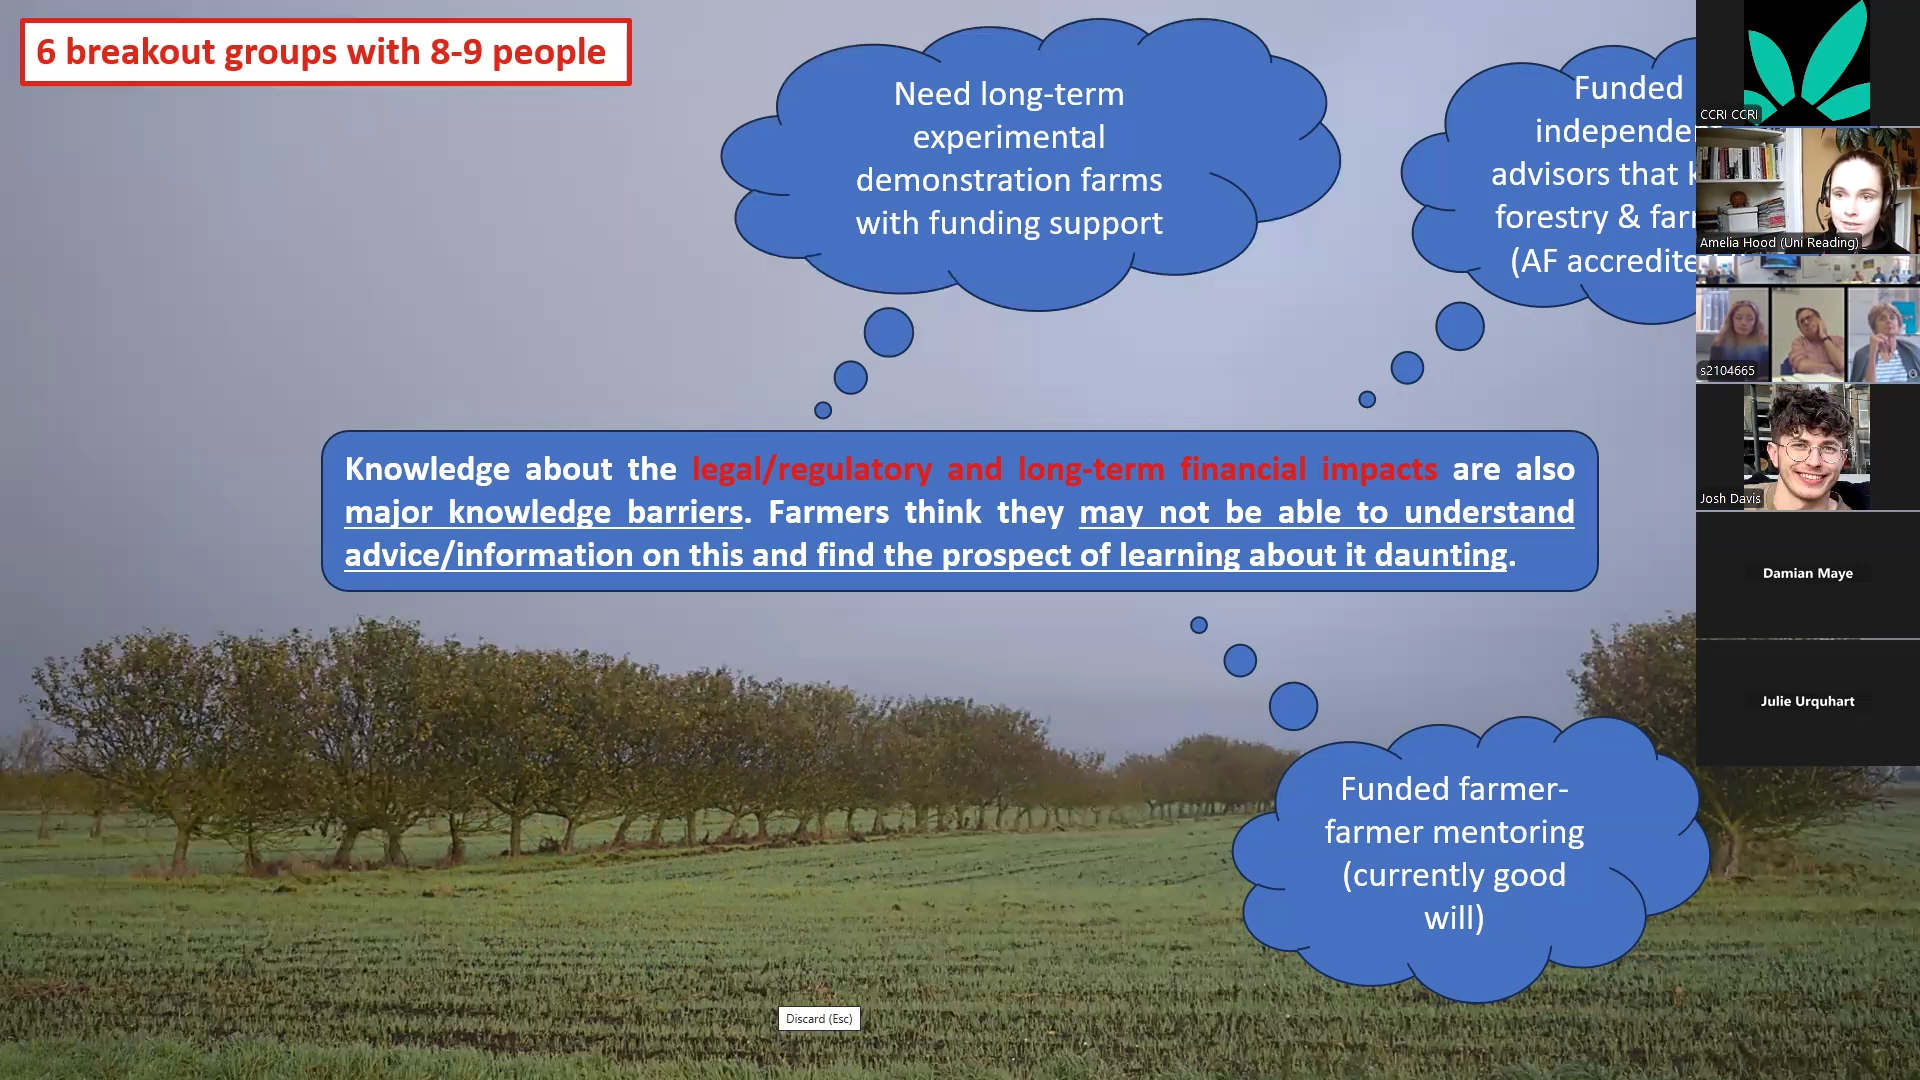 6 breakout groups with 8-9 people
Need long-term
experimental
demonstration farms
with funding support
Funded
advisors that
forestry &
(AF
Knowledge about the legal/regulatory and long-term financial impacts are also
major knowledge barriers. Farmers think they may not be able to understand
advice/information on this and find the prospect of learning about it daunting.
Funded farmer-
farmer mentoring
(currently good
will)
Discard (Esc)
CCRI CCRI
Amelia Hood (Uni Reading)
s2104665
Josh Davis
Damian Maye
Julie Urquhart